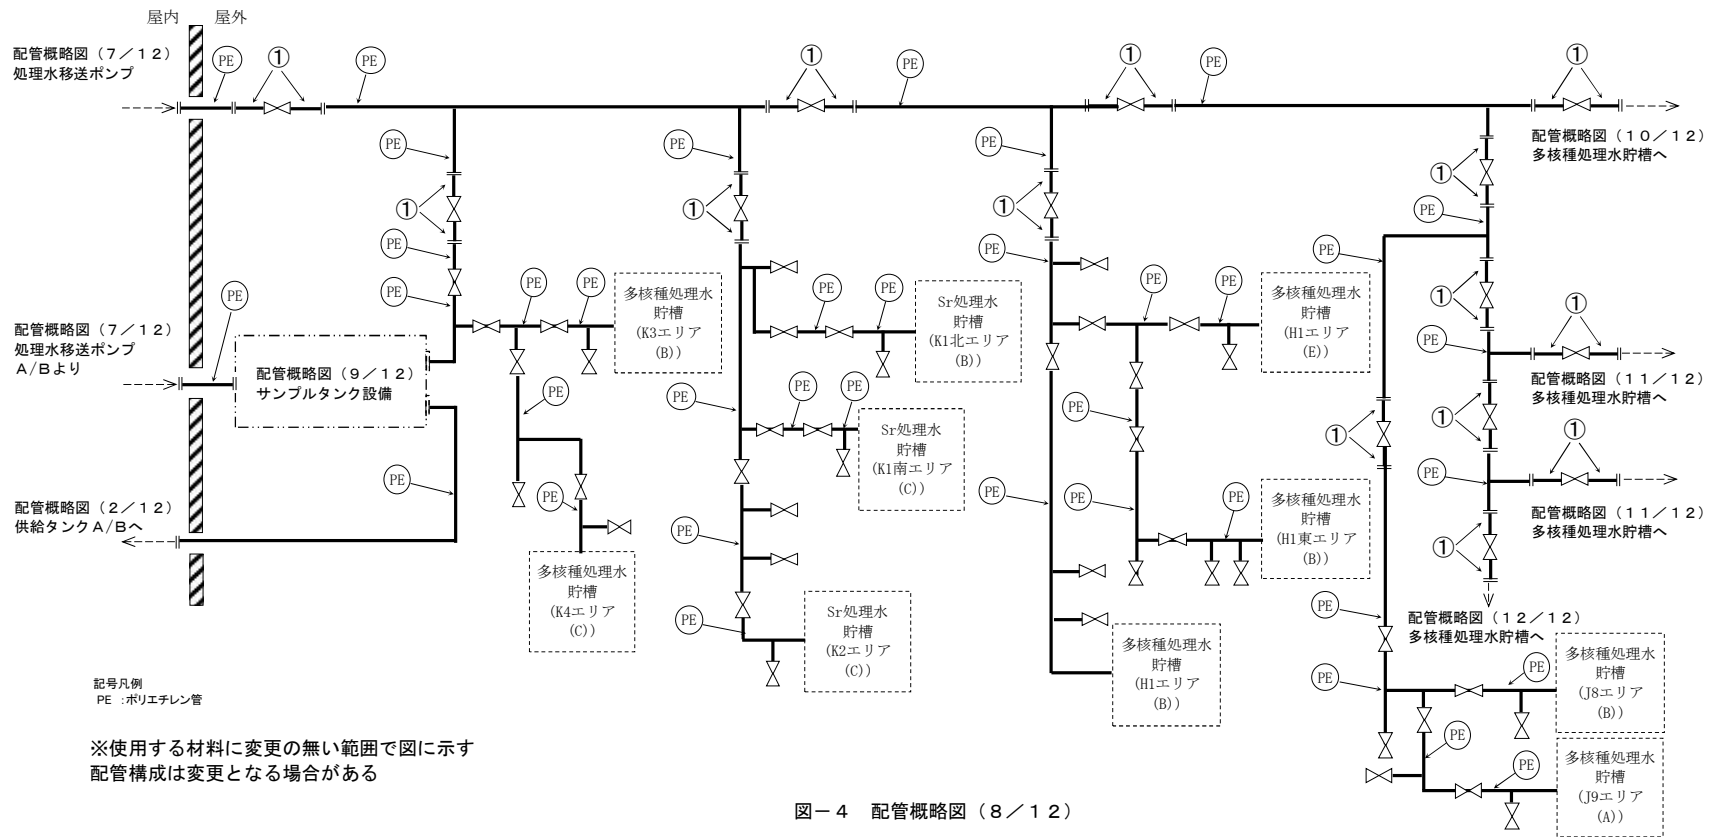 屋内 屋外
配管概略図(7/12)
処理水移送ポンプ
PE
①
PE
①
PE
①
PE
①
配管概略図(10/12)
多核種処理水貯槽へ
PE
①
PE
PE
PE
①
PE
①
PE
①
PE
PE
①
配管概略図(7/12)
処理水移送ポンプ
A/Bより
PE
配管概略図(9/12)
サンプルタンク設備
PE
PE
多核種処理水
貯槽
(K3エリア
(B))
PE
PE
PE
多核種処理水
貯槽
(K4エリア
(C))
PE
PE
Sr処理水
貯槽
(K1北エリア
(B))
PE
PE
PE
Sr処理水
貯槽
(K1南エリア
(C))
PE
PE
Sr処理水
貯槽
(K2エリア
(C))
PE
PE
多核種処理水
貯槽
(H1エリア
(E))
PE
PE
PE
PE
多核種処理水
貯槽
(H1東エリア
(B))
多核種処理水
貯槽
(H1エリア
(B))
PE
①
配管概略図(11/12)
多核種処理水貯槽へ
①
①
PE
①
配管概略図(11/12)
多核種処理水貯槽へ
①
配管概略図(12/12)
多核種処理水貯槽へ
PE
PE
PE
多核種処理水
貯槽
(J8エリア
(B))
PE
PE
多核種処理水
貯槽
(J9エリア
(A))
PE
配管概略図(2/12)
供給タンクA/Bへ
記号凡例
PE :ポリエチレン管
※使用する材料に変更の無い範囲で図に示す
配管構成は変更となる場合がある
図-4 配管概略図(8/12)